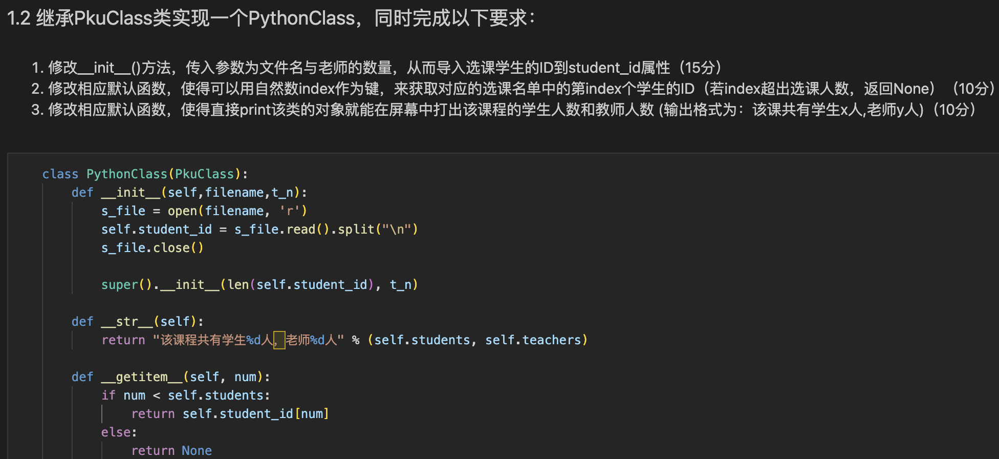 1.2 继承PkuClass类实现一个PythonClass，同时完成以下要求：
1. 修改__init__()方法，传入参数为文件名与老师的数量，从而导入选课学生的ID到student_id属性（15分）
2. 修改相应默认函数，使得可以用自然数index作为键，来获取对应的选课名单中的第index个学生的ID（若index超出选课人数，返回None）（10分）
3. 修改相应默认函数，使得直接print该类的对象就能在屏幕中打出该课程的学生人数和教师人数 (输出格式为：该课共有学生x人,老师y人)（10分）
class PythonClass(PkuClass):
    def __init__(self,filename,t_n):
        s_file = open(filename, 'r')
        self.student_id = s_file.read().split("\n")
        s_file.close()
        super().__init__(len(self.student_id), t_n)
    def __str__(self):
        return "该课程共有学生%d人，老师%d人" % (self.students, self.teachers)
    def __getitem__(self, num):
        if num < self.students:
            return self.student_id[num]
        else:
            return None